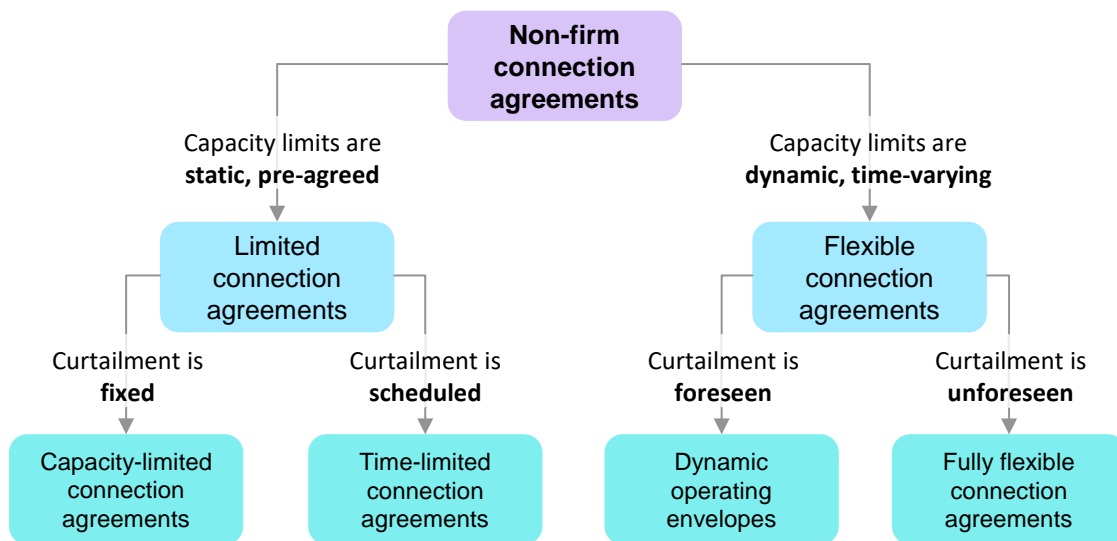 Non-firm
connection
agreements
Capacity limits are
static, pre-agreed
Capacity limits are
dynamic, time-varying
Limited
connection
agreements
Flexible
connection
agreements
Curtailment is
fixed
Curtailment is
scheduled
Curtailment is
foreseen
Curtailment is
unforeseen
Capacity-limited
connection
agreements
Time-limited
connection
agreements
Dynamic
operating
envelopes
Fully flexible
connection
agreements